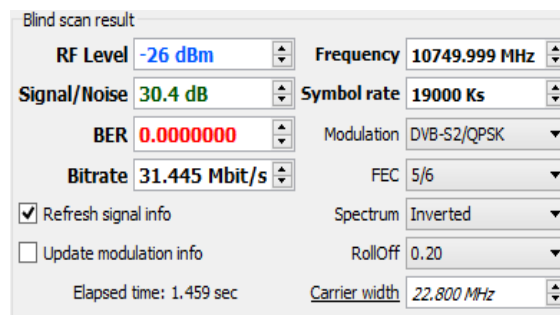 Blind scan result
RF Level -26 dBm Frequency 10749.999 MHz
Signal/Noise 30.4 dB Symbol rate 19000 Ks
BER 0.0000000 Modulation DVB-S2/QPSK
Bitrate 31.445 Mbit/s FEC 5/6
Refresh signal info Spectrum Inverted
Update modulation info RollOff 0.20
Elapsed time: 1.459 sec Carrier width 22.800 MHz